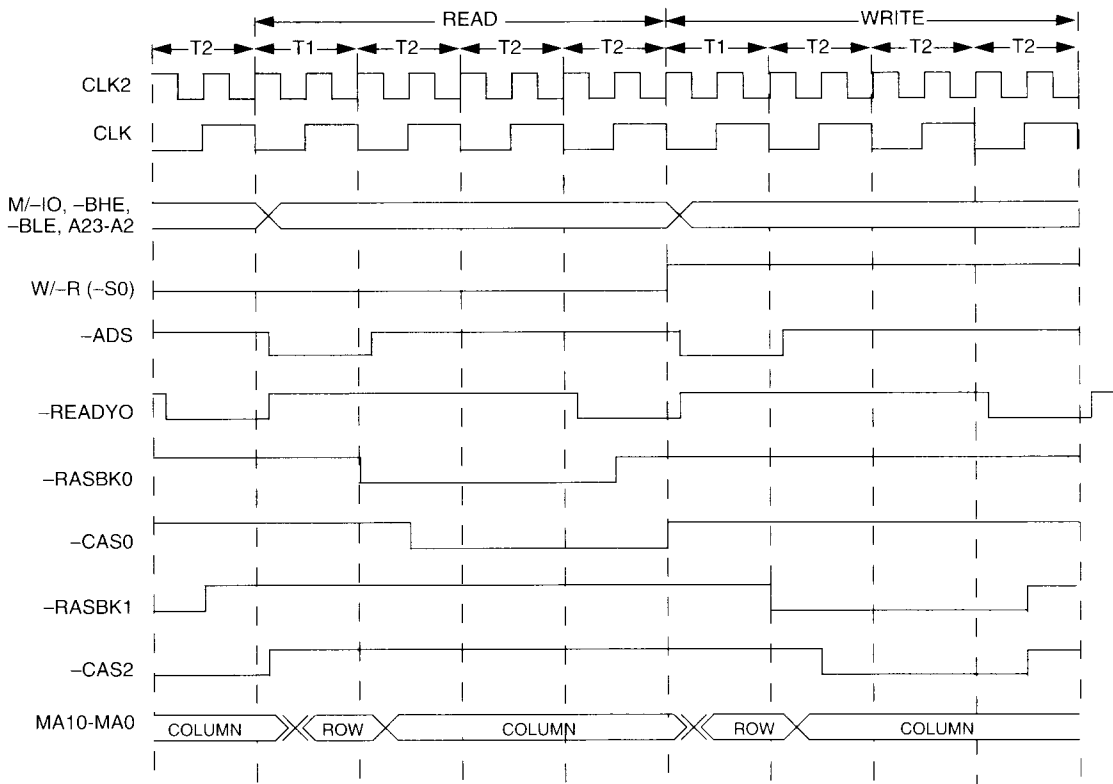 READ WRITE
T2 T1 T2 T2 T2 T1 T2 T2 T2
CLK2
CLK
M/–IO, –BHE,
–BLE, A23-A2
W/–R (–S0)
–ADS
–READYO
–RASBK0
–CAS0
–RASBK1
–CAS2
MA10-MA0 COLUMN ROW COLUMN ROW COLUMN